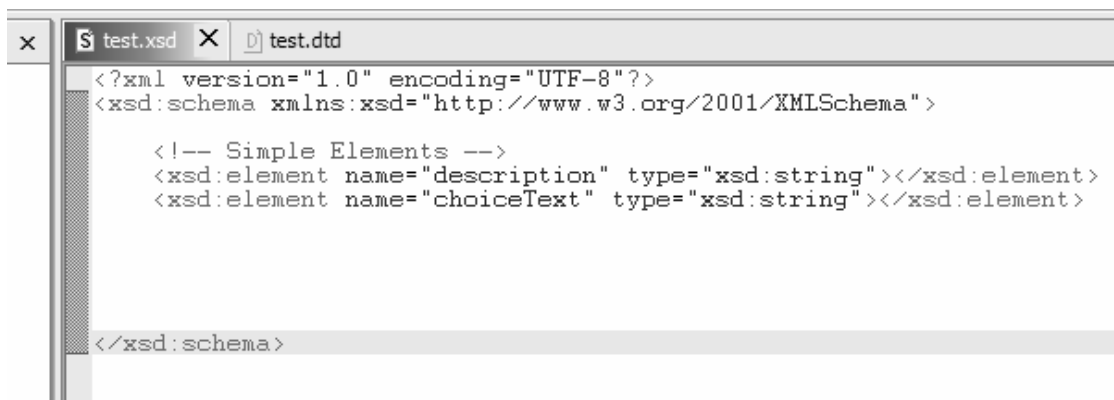 test.xsd test.dtd
<?xml version="1.0" encoding="UTF-8"?>
<xsd:schema xmlns:xsd="http://www.w3.org/2001/XMLSchema">
<!-- Simple Elements -->
<xsd:element name="description" type="xsd:string"></xsd:element>
<xsd:element name="choiceText" type="xsd:string"></xsd:element>
</xsd:schema>